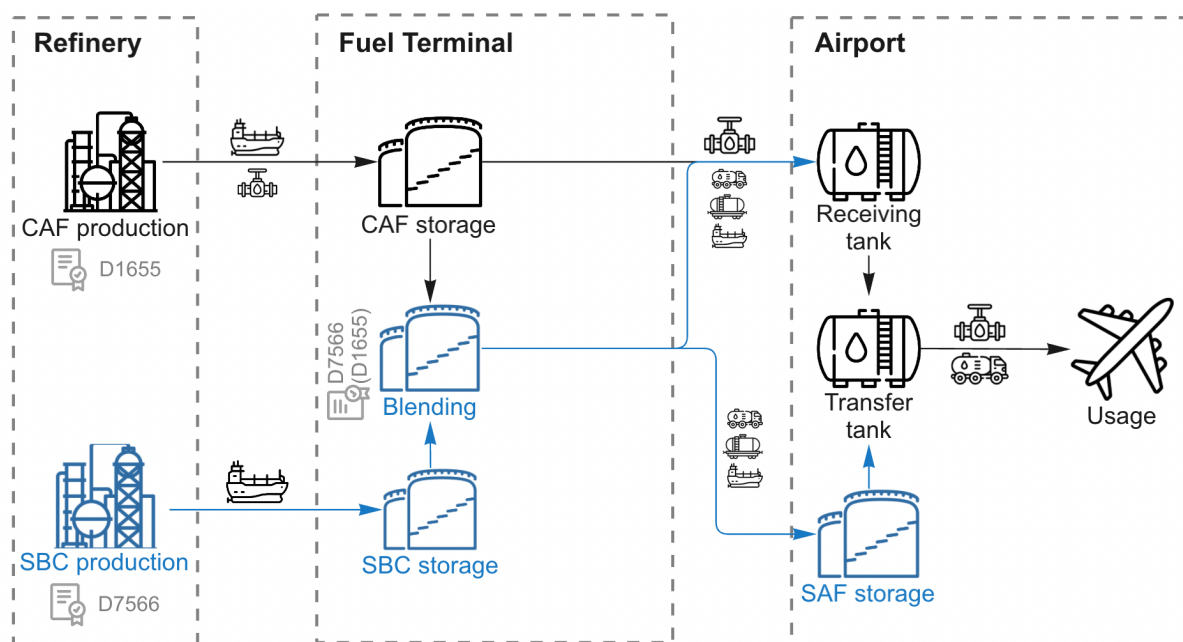 Refinery
Fuel Terminal
Airport
CAF production
D1655
CAF storage
Receiving
tank
D7566
(D1655)
Blending
Transfer
tank
Usage
SBC production
D7566
SBC storage
SAF storage